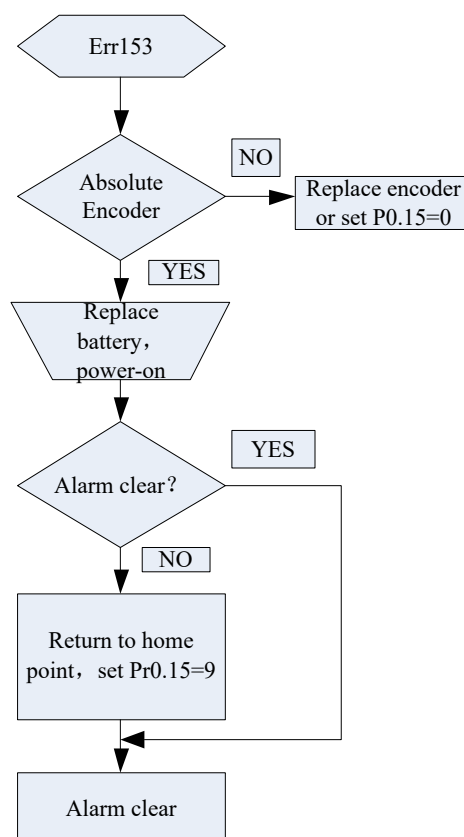 Err153
NO
Absolute
Encoder
Replace encoder
or set P0.15=0
YES
Replace
battery，
power-on
YES
Alarm clear？
NO
Return to home
point，set Pr0.15=9
Alarm clear